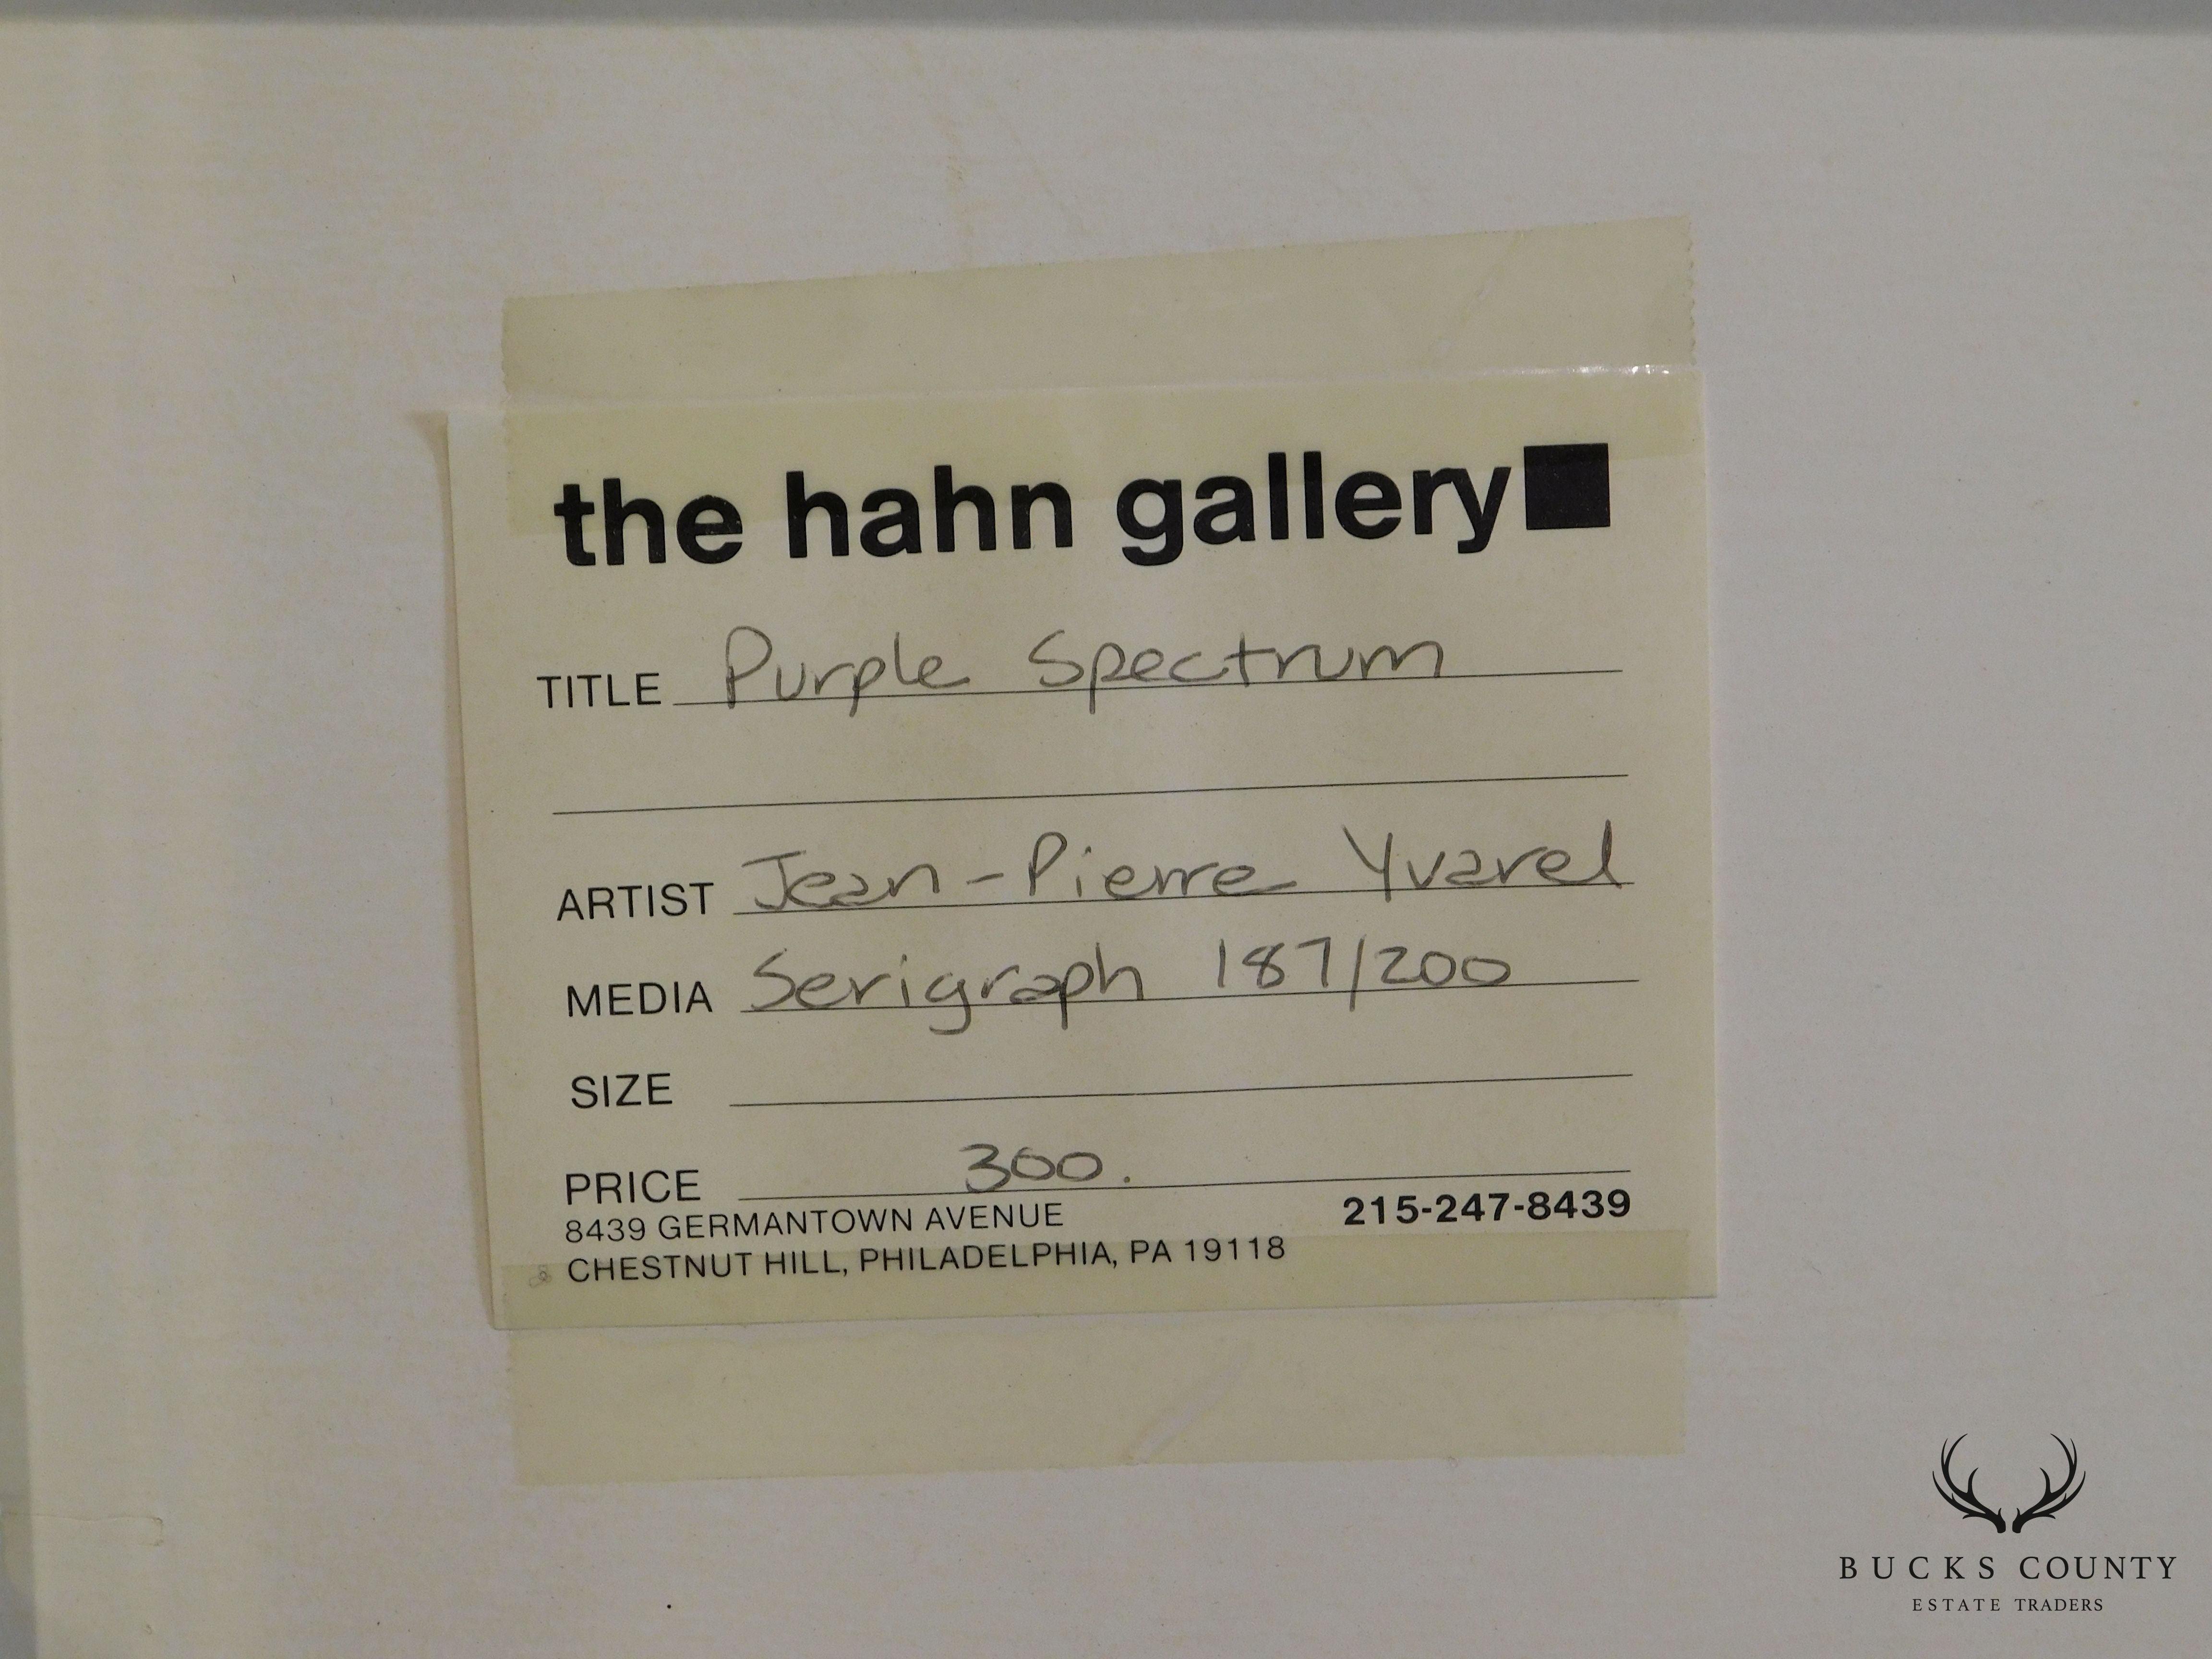 the hahn gallery
TITLE Purple Spectrum
ARTIST Jean-Pierre Yvarel
MEDIA Serigraph 187/200
SIZE
PRICE 300.
8439 GERMANTOWN AVENUE 215-247-8439
CHESTNUT HILL, PHILADELPHIA, PA 19118
BUCKS COUNTY
ESTATE TRADERS